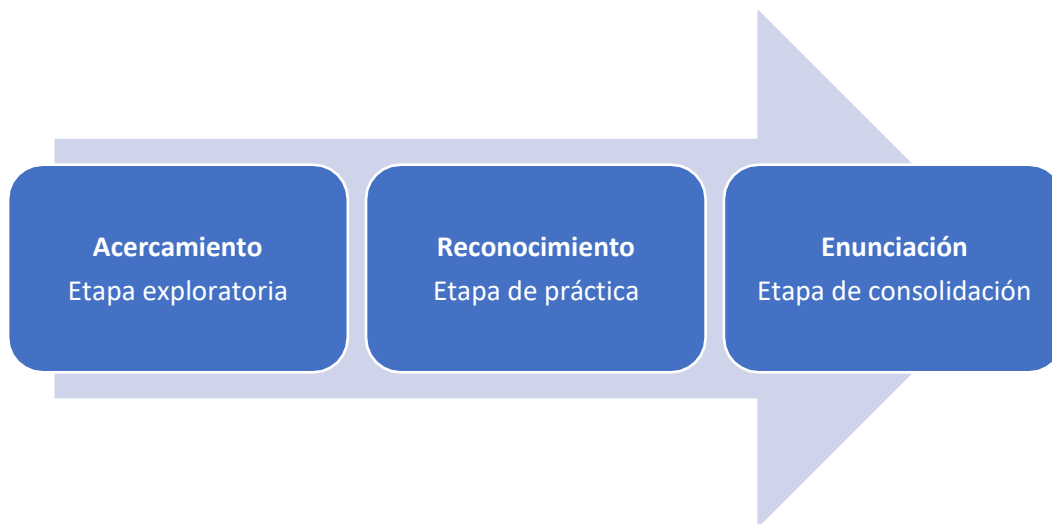 Acercamiento
Etapa exploratoria
Reconocimiento
Etapa de práctica
Enunciación
Etapa de consolidación